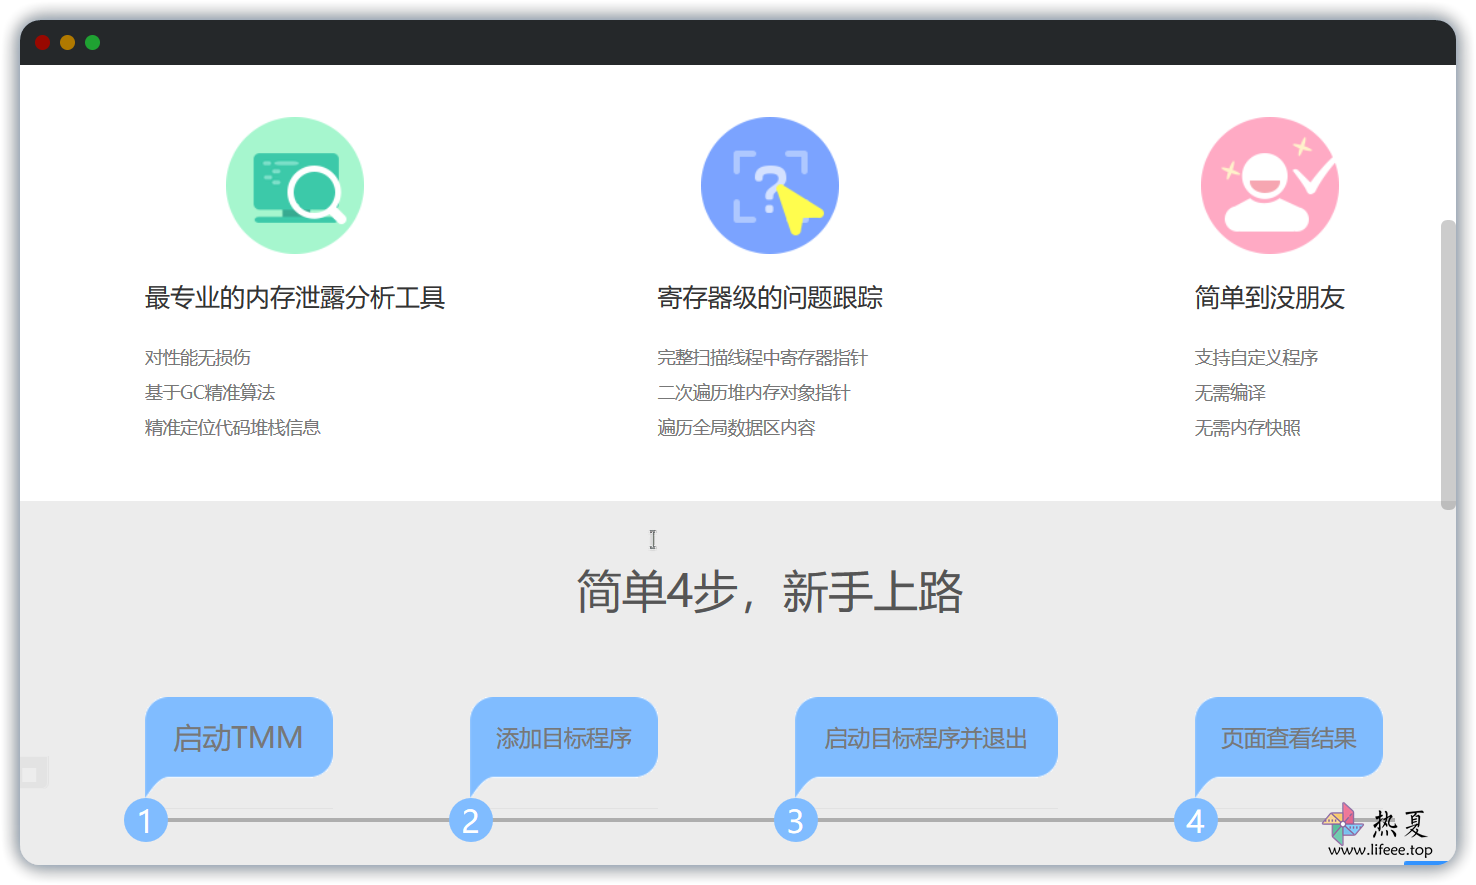 最专业的内存泄露分析工具
对性能无损伤
基于GC精准算法
精准定位代码堆栈信息
寄存器级的问题跟踪
完整扫描线程中寄存器指针
二次遍历堆内存对象指针
遍历全局数据区内容
简单到没朋友
支持自定义程序
无需编译
无需内存快照
简单4步，新手上路
启动TMM
添加目标程序
启动目标程序并退出
页面查看结果
1
2
3
4
热夏
www.lifeee.top